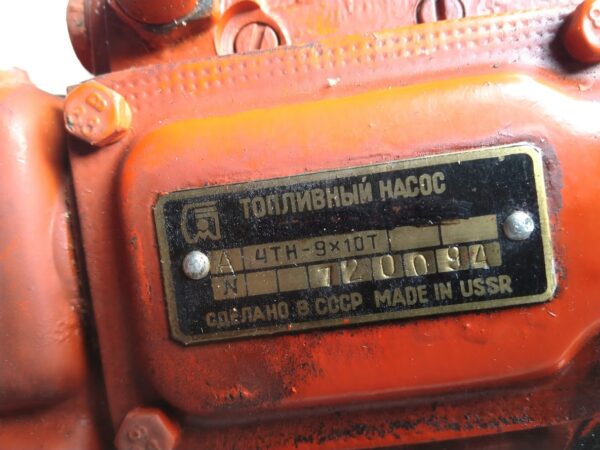 ТОПЛИВНЫЙ НАСОС
А 4ТН-9×10Т
N 720094
СДЕЛАНО В СССР MADE IN USSR